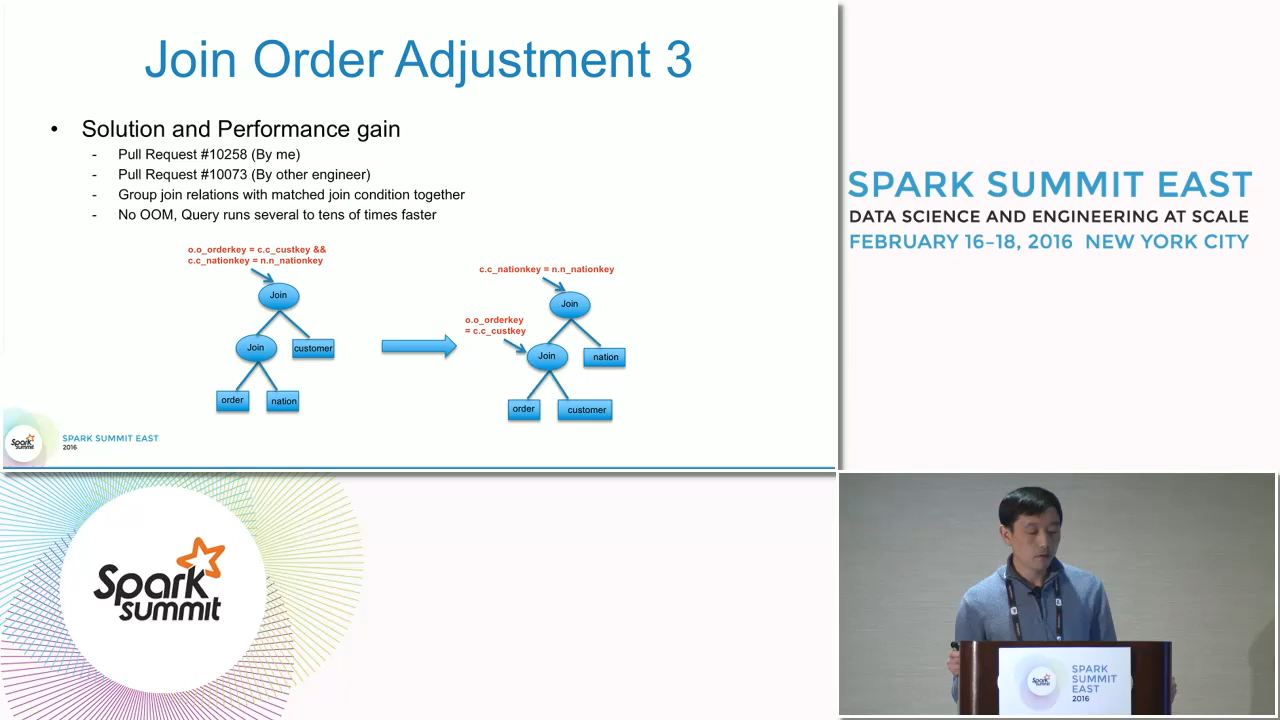 Join Order Adjustment 3
• Solution and Performance gain
- Pull Request #10258 (By me)
- Pull Request #10073 (By other engineer)
- Group join relations with matched join condition together
- No OOM, Query runs several to tens of times faster
o.o_orderkey = c.c_custkey &&
c.c_nationkey = n.n_nationkey
Join
Join
customer
order
nation
c.c_nationkey = n.n_nationkey
Join
o.o_orderkey
= c.c_custkey
Join
nation
order
customer
Spark
Summit
SPARK SUMMIT EAST
2016
SPARK SUMMIT EAST
DATA SCIENCE AND ENGINEERING AT SCALE
FEBRUARY 16–18, 2016 NEW YORK CITY
Spark
summit
Spark
Summit
SPARK
SUMMIT
EAST
2016